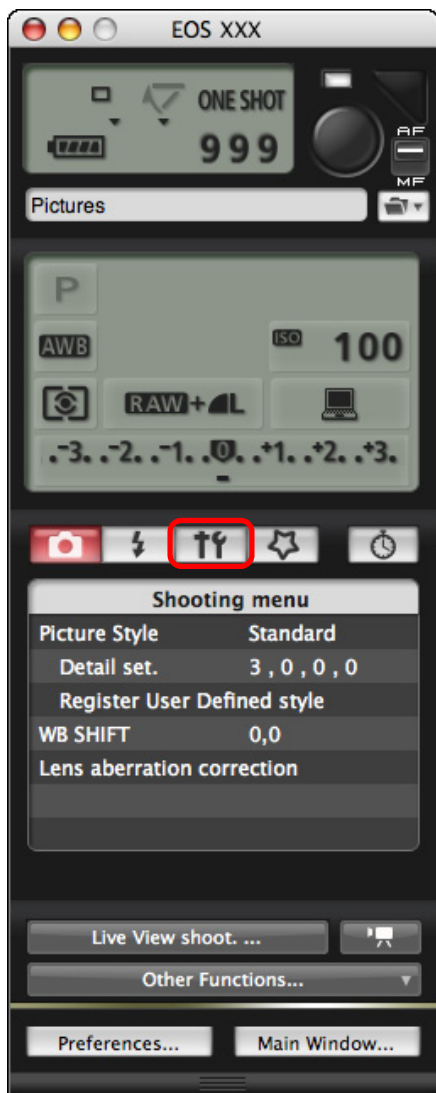 EOS XXX
ONE SHOT
AF
999
MF
Pictures
P
AWB
ISO 100
RAW+L
.-3. .-2. .-1. .0. .+1. .+2. .+3.
Shooting menu
Picture Style Standard
Detail set. 3 , 0 , 0 , 0
Register User Defined style
WB SHIFT 0,0
Lens aberration correction
Live View shoot. ...
Other Functions...
Preferences... Main Window...